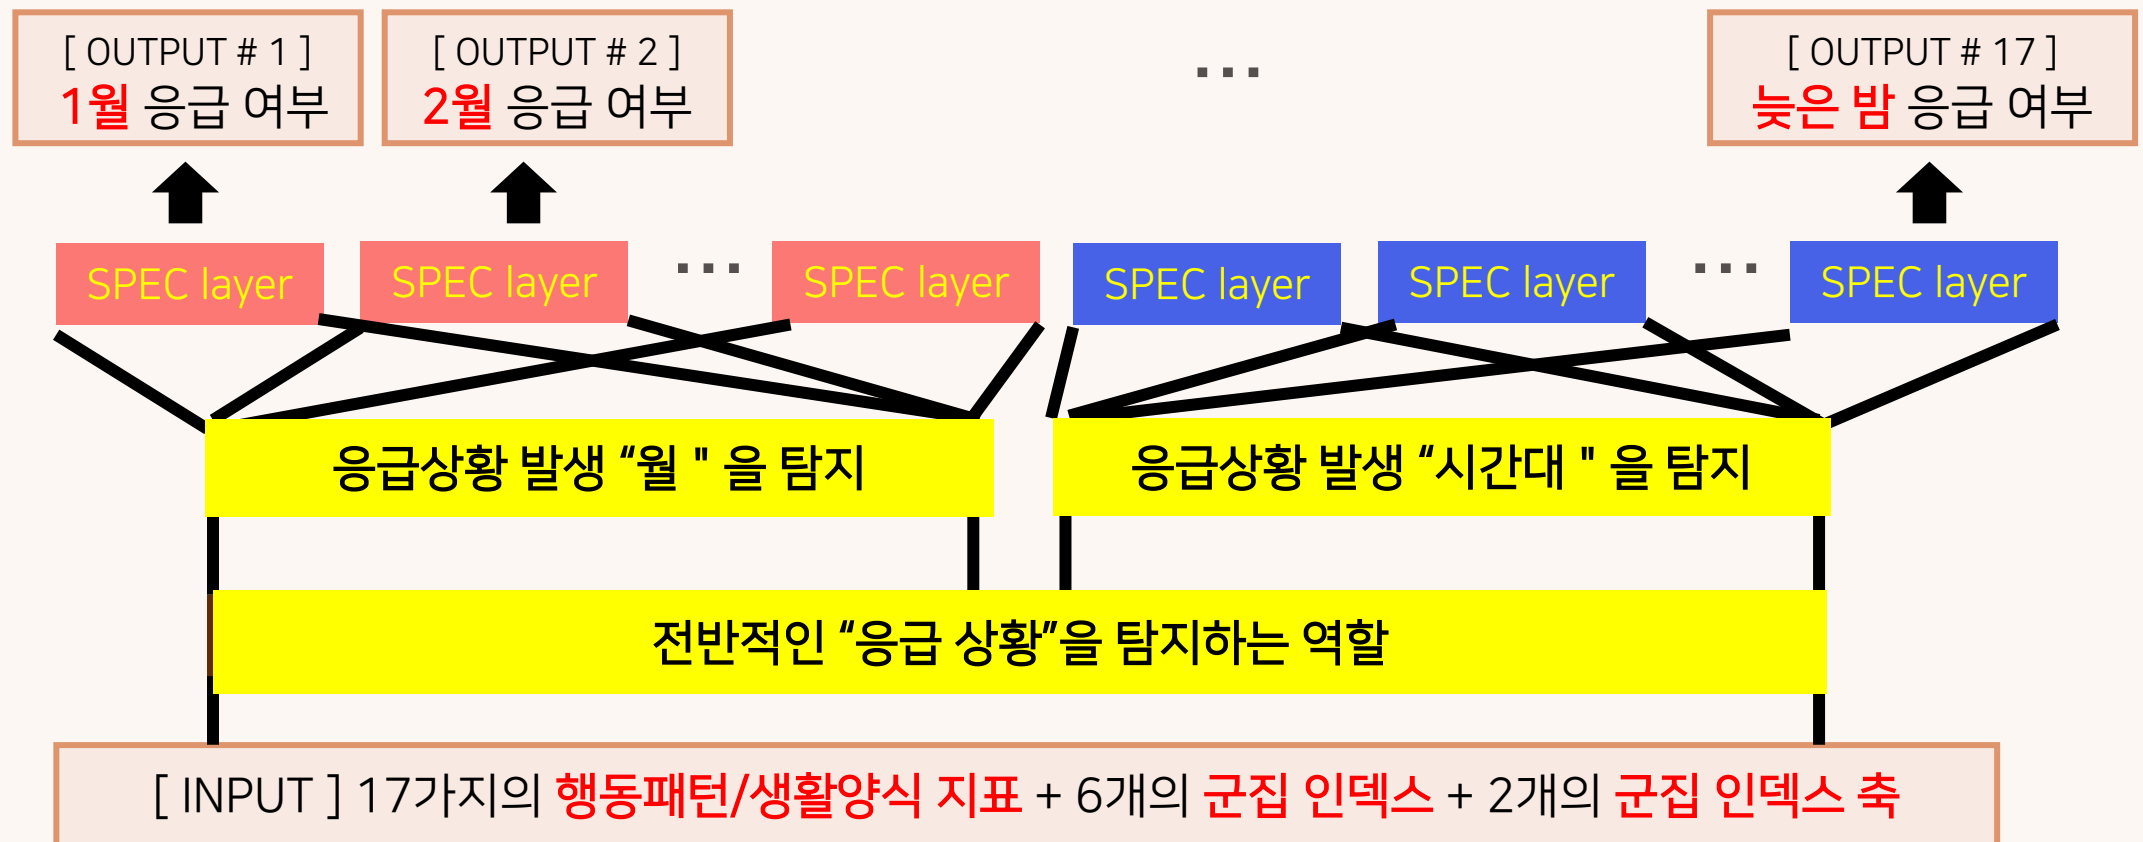 [ OUTPUT # 1 ]
1월 응급 여부
[ OUTPUT # 2 ]
2월 응급 여부
...
[ OUTPUT # 17 ]
늦은 밤 응급 여부
SPEC layer
SPEC layer
...
SPEC layer
SPEC layer
SPEC layer
...
SPEC layer
응급상황 발생 “월 " 을 탐지
응급상황 발생 “시간대 " 을 탐지
전반적인 “응급 상황”을 탐지하는 역할
[ INPUT ] 17가지의 행동패턴/생활양식 지표 + 6개의 군집 인덱스 + 2개의 군집 인덱스 축